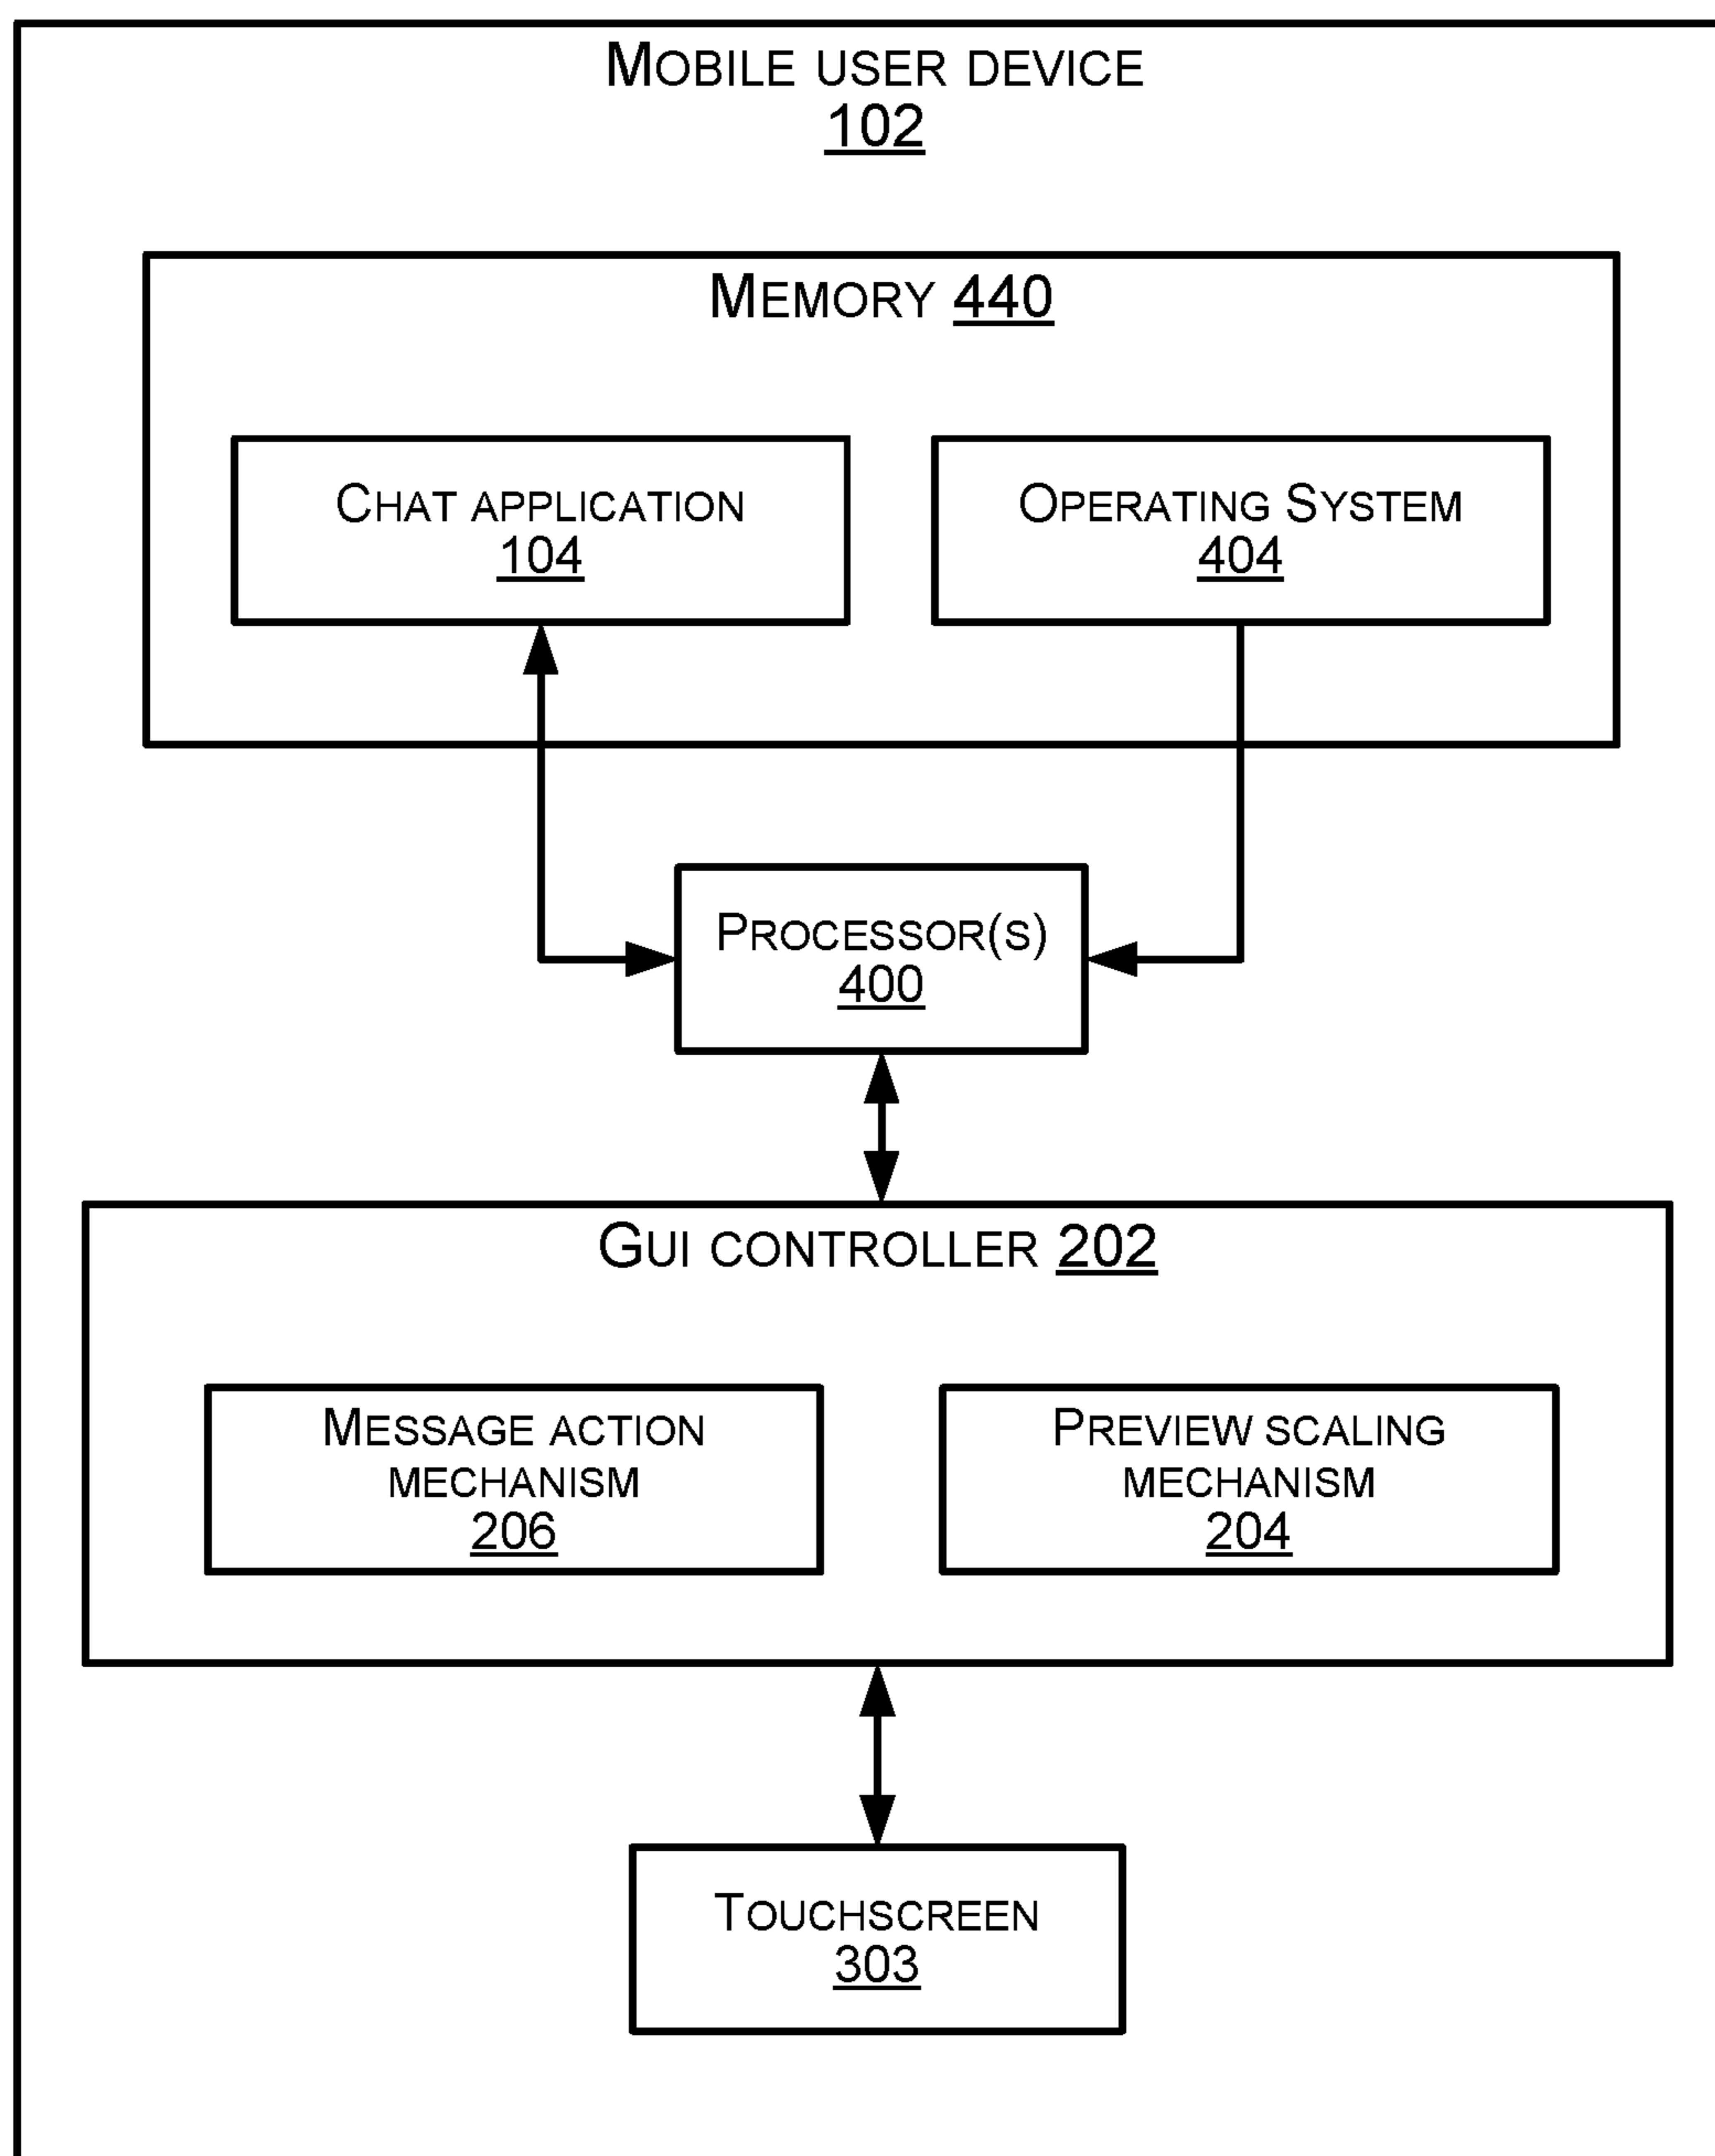 MOBILE USER DEVICE
102
MEMORY 440
CHAT APPLICATION
104
OPERATING SYSTEM
404
PROCESSOR(S)
400
GUI CONTROLLER 202
MESSAGE ACTION
MECHANISM
206
PREVIEW SCALING
MECHANISM
204
TOUCHSCREEN
303